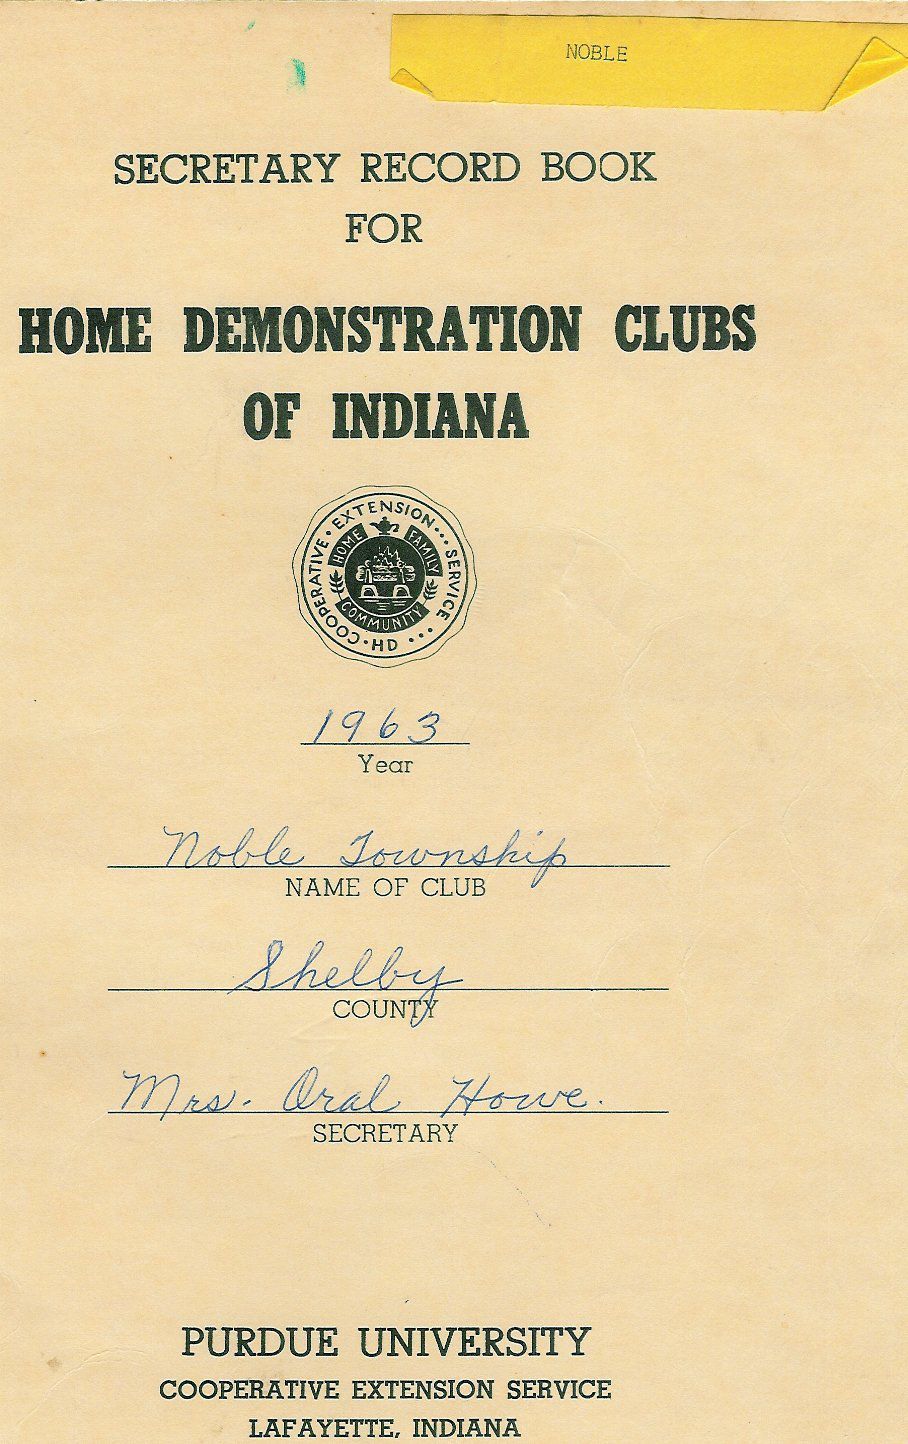 NOBLE
SECRETARY RECORD BOOK
FOR
HOME DEMONSTRATION CLUBS
OF INDIANA
COOPERATIVE • EXTENSION ... SERVICE ... HD •
HOME FAMILY
COMMUNITY
1963
Year
Noble Township
NAME OF CLUB
Shelby
COUNTY
Mrs. Oral Howe.
SECRETARY
PURDUE UNIVERSITY
COOPERATIVE EXTENSION SERVICE
LAFAYETTE, INDIANA